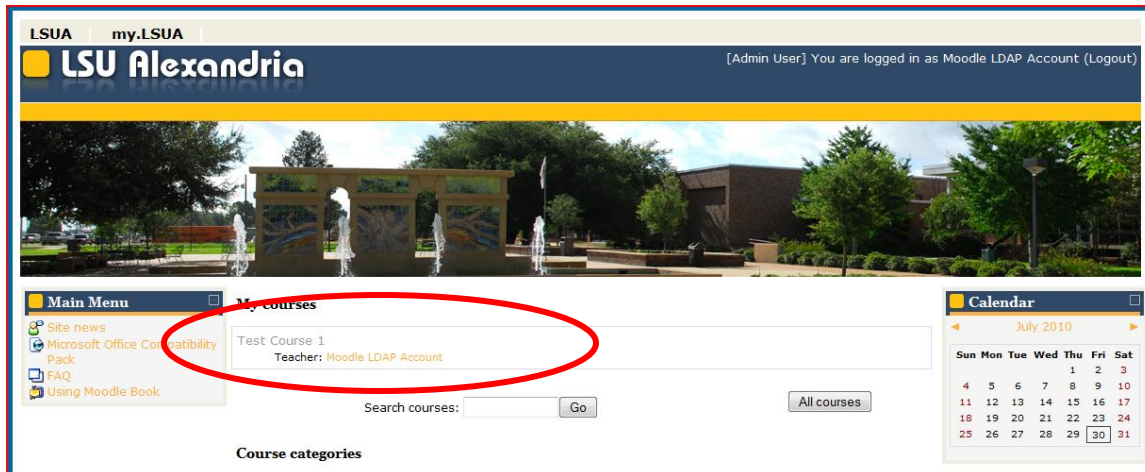 LSUA my.LSUA
LSU Alexandria
[Admin User] You are logged in as Moodle LDAP Account (Logout)
Main Menu
Site news
Microsoft Office Compatibility
Pack
FAQ
Using Moodle Book
My courses
Test Course 1
Teacher: Moodle LDAP Account
Search courses: Go
All courses
Course categories
Calendar
◄ July 2010 ►
Sun Mon Tue Wed Thu Fri Sat
1 2 3
4 5 6 7 8 9 10
11 12 13 14 15 16 17
18 19 20 21 22 23 24
25 26 27 28 29 30 31